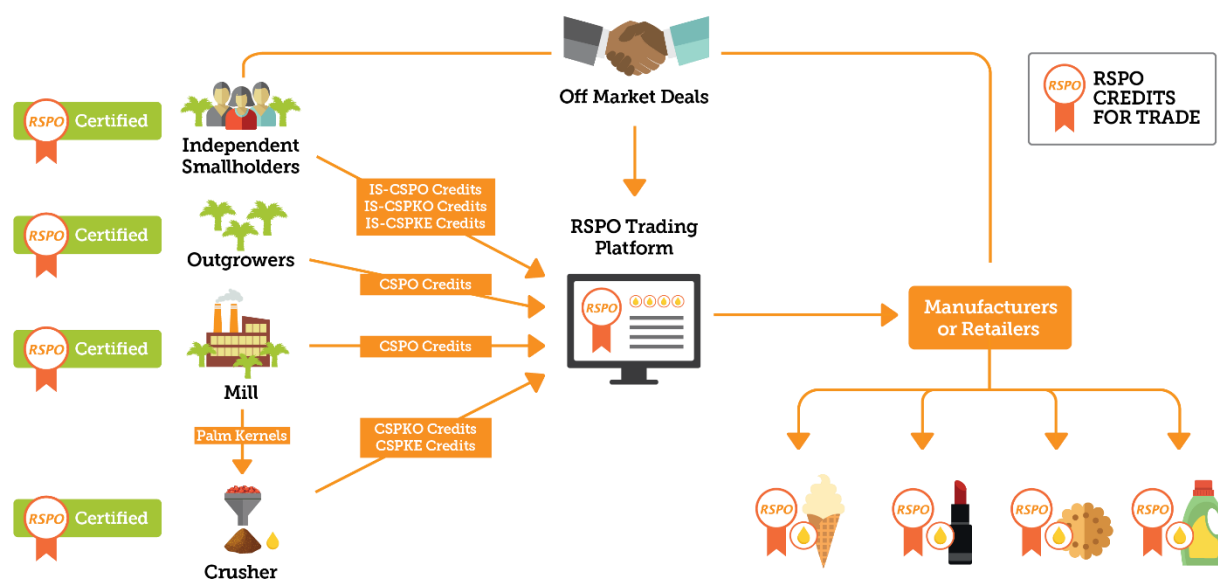 Off Market Deals
RSPO
RSPO
CREDITS
FOR TRADE
RSPO
Certified
Independent
Smallholders
IS-CSPO Credits
IS-CSPKO Credits
IS-CSPKE Credits
RSPO
Certified
Outgrowers
CSPO Credits
RSPO Trading
Platform
RSPO
Manufacturers
or Retailers
RSPO
Certified
Mill
CSPO Credits
Palm Kernels
CSPKO Credits
CSPKE Credits
RSPO
Certified
Crusher
RSPO
RSPO
RSPO
RSPO